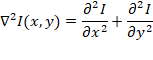 ∇²I(x, y) = ∂²I/∂x² + ∂²I/∂y²